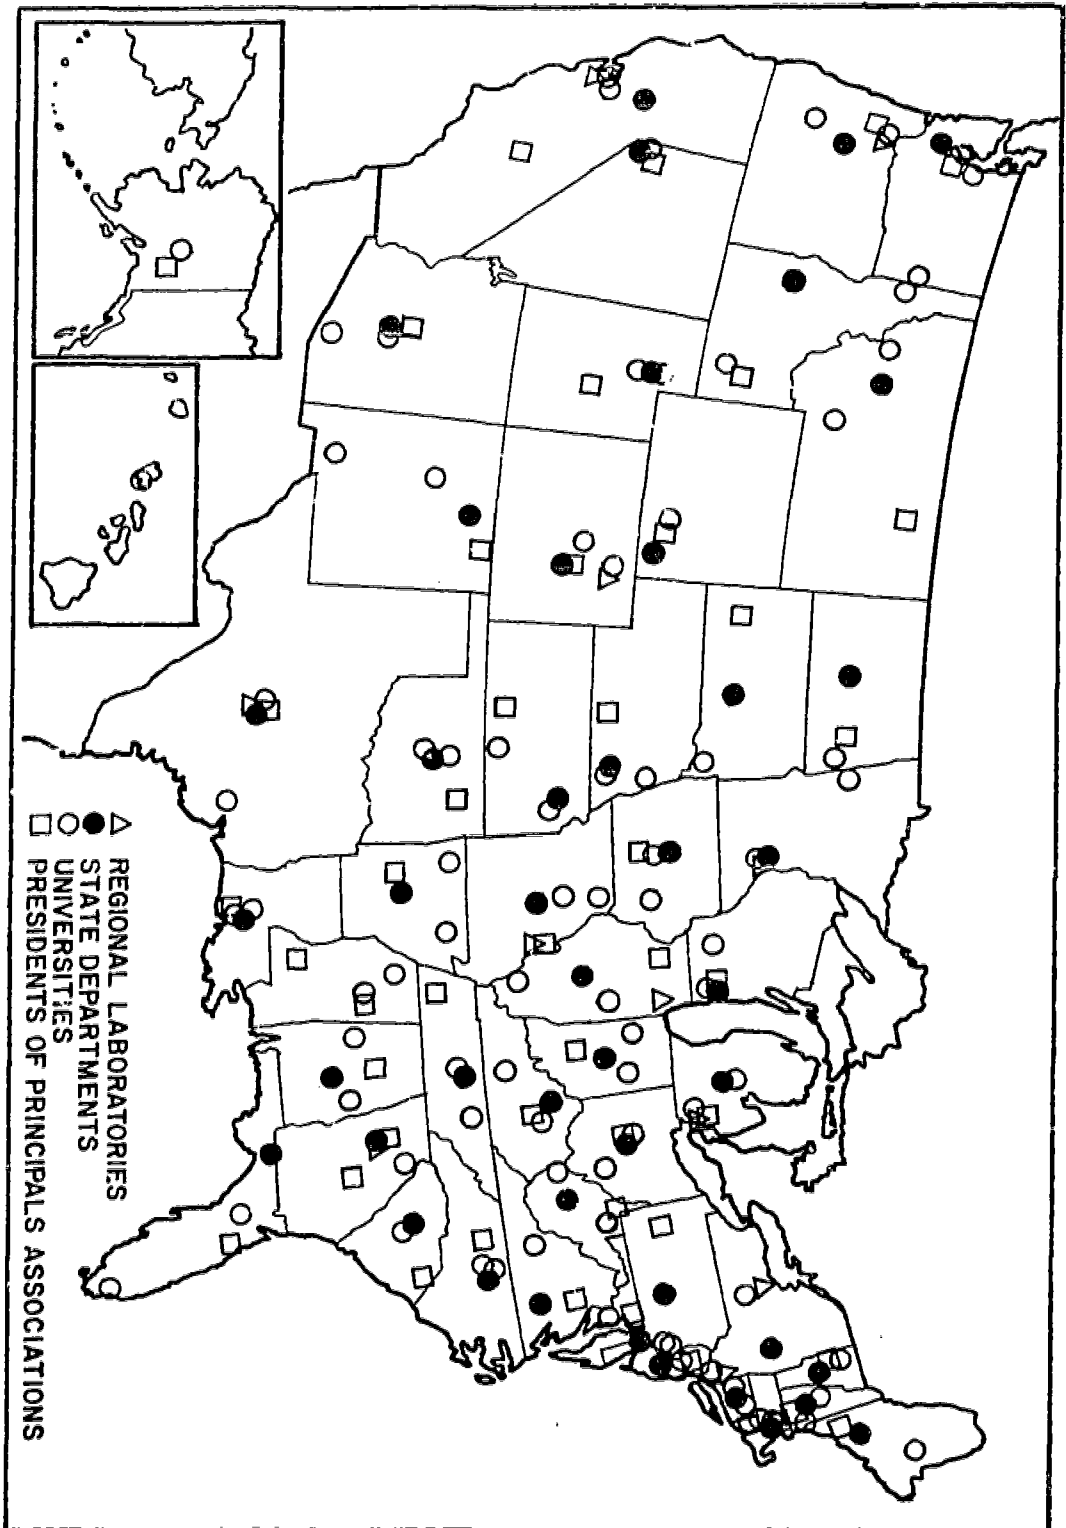 REGIONAL LABORATORIES
STATE DEPARTMENTS
UNIVERSITIES
PRESIDENTS OF PRINCIPALS ASSOCIATIONS